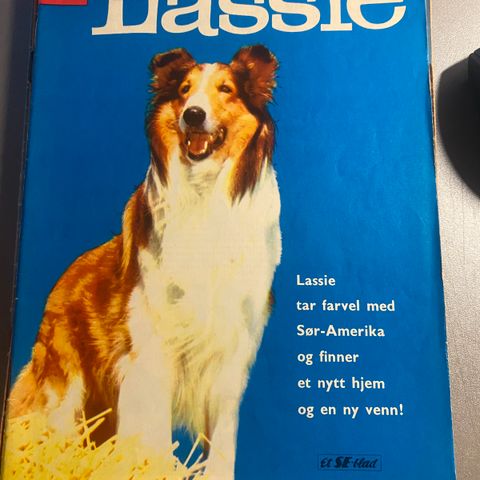 Lassie
Lassie
tar farvel med
Sør-Amerika
og finner
et nytt hjem
og en ny venn!
Et SE-blad